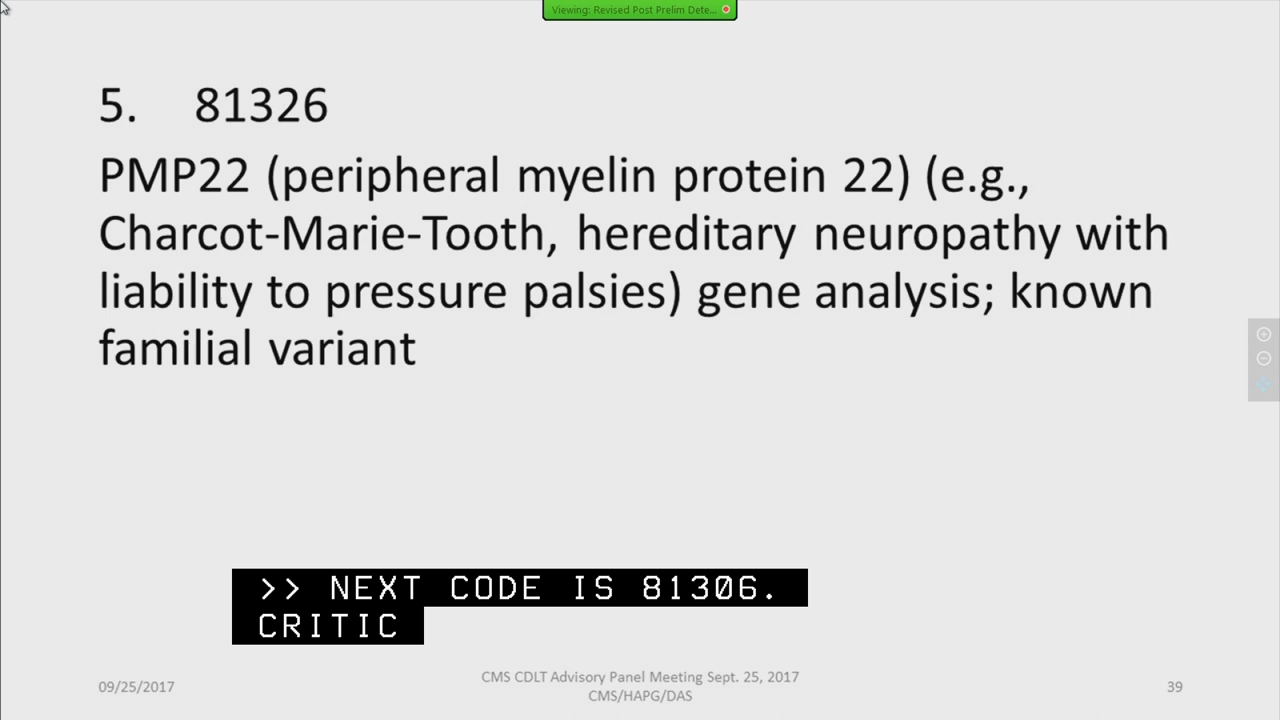 Viewing: Revised Post Prelim Dete...
5. 81326
PMP22 (peripheral myelin protein 22) (e.g.,
Charcot-Marie-Tooth, hereditary neuropathy with
liability to pressure palsies) gene analysis; known
familial variant
>> NEXT CODE IS 81306.
CRITIC
09/25/2017
CMS CDLT Advisory Panel Meeting Sept. 25, 2017
CMS/HAPG/DAS
39